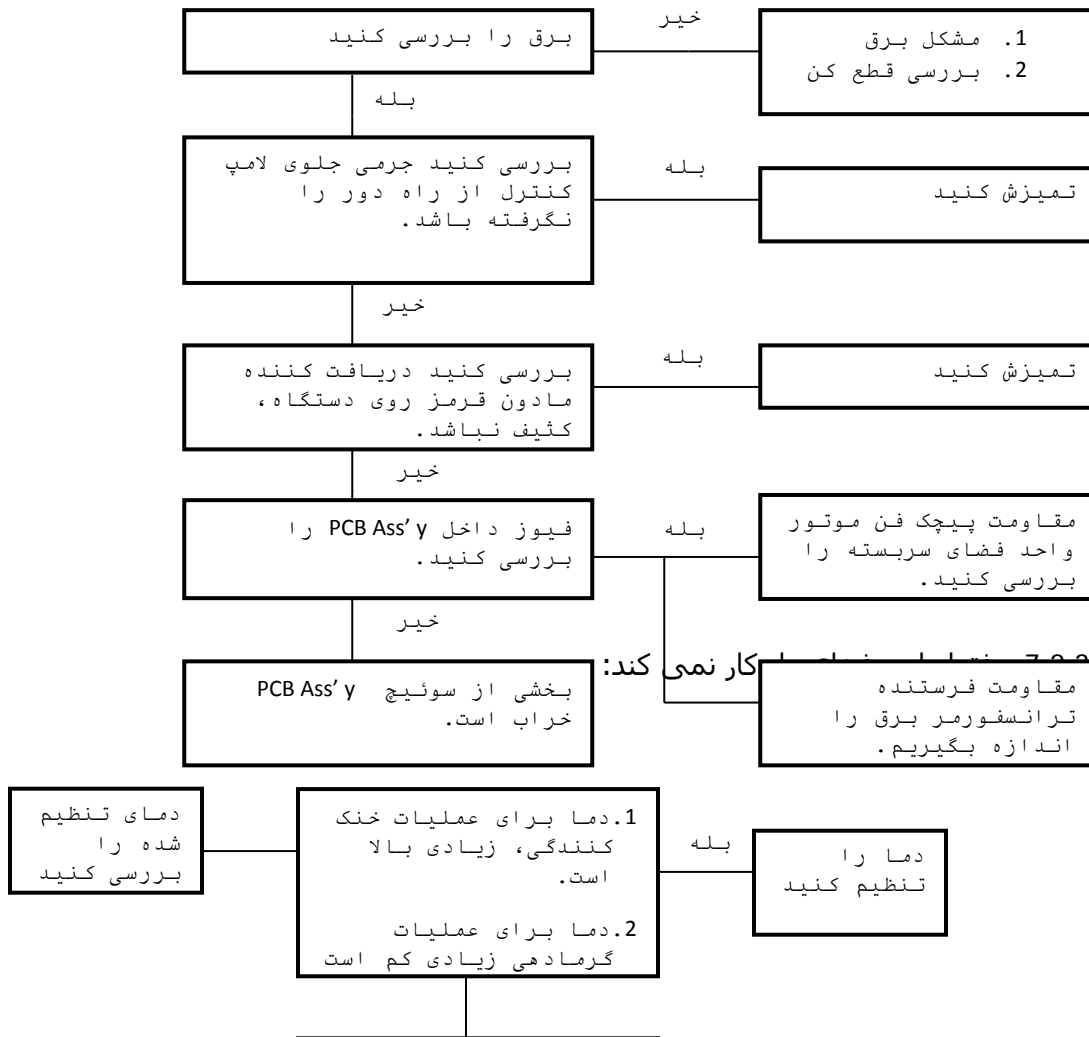 برق را بررسی کنید
خیر
1. مشکل برق
2. بررسی قطع کن
بله
بررسی کنید جرمی جلوی لامپ
کنترل از راه دور را
نگرفته باشد.
بله
تمیزش کنید
خیر
بررسی کنید دریافت کننده
مادون قرمز روی دستگاه،
کثیف نباشد.
بله
تمیزش کنید
خیر
فیوز داخل PCB Ass’ y را
بررسی کنید.
بله
مقاومت پیچک فن موتور
واحد فضای سربسته را
بررسی کنید.
خیر
کار نمی کند:
بخشی از سوئیچ PCB Ass’ y
خراب است.
مقاومت فرستنده
ترانسفورمر برق را
اندازه بگیریم.
دمای تنظیم
شده را
بررسی کنید
1.دما برای عملیات خنک
کنندگی، زیادی بالا
است.
2.دما برای عملیات
گرمادهی زیادی کم است
بله
دما را
تنظیم کنید